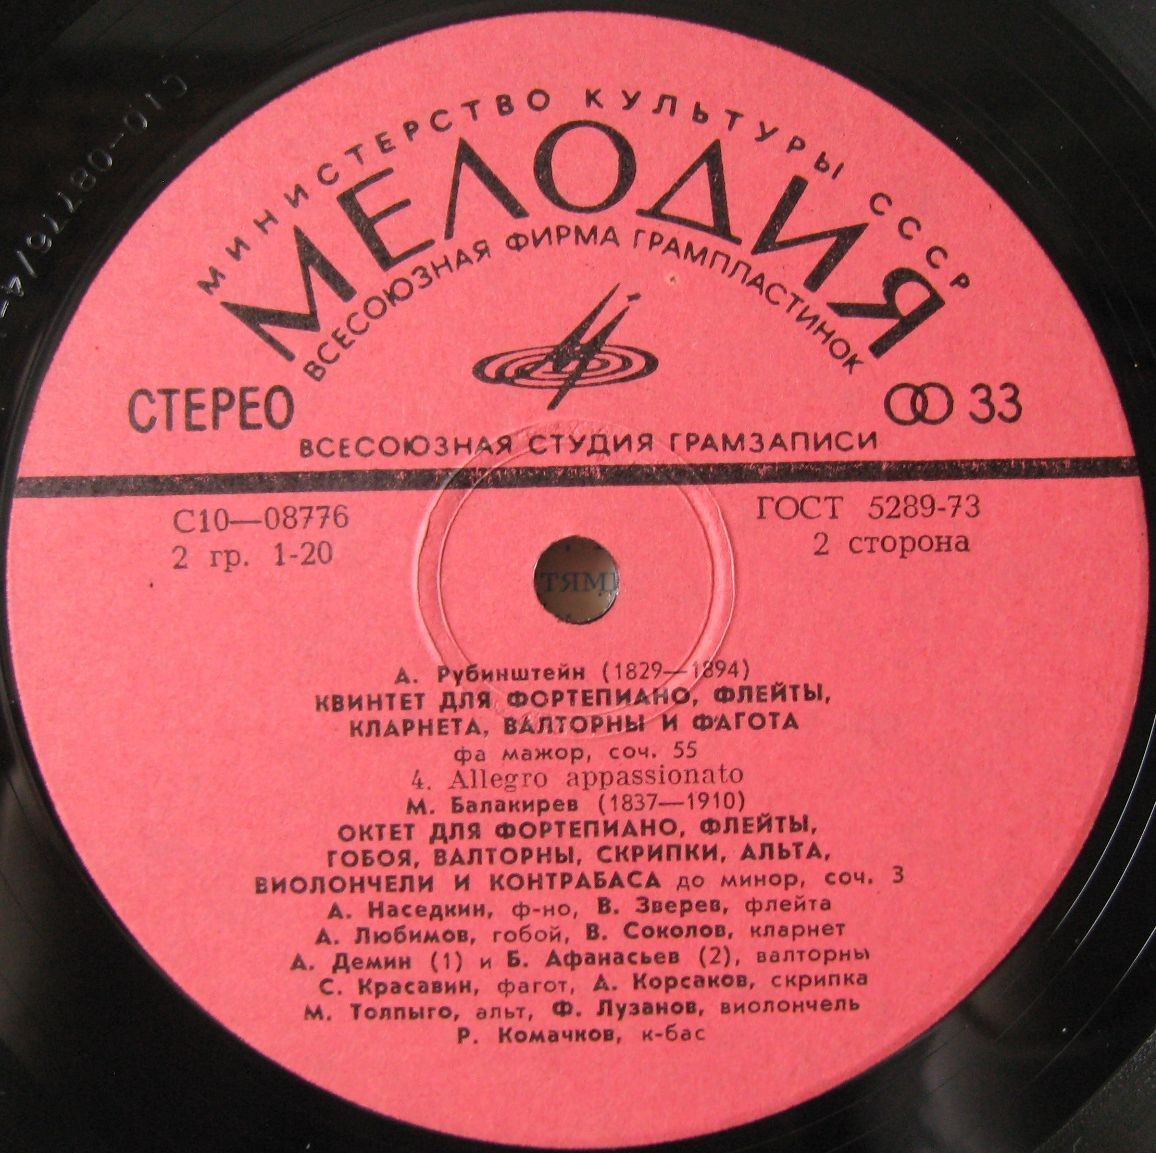 МИНИСТЕРСТВО КУЛЬТУРЫ СССР
МЕЛОДИЯ
ВСЕСОЮЗНАЯ ФИРМА ГРАМПЛАСТИНОК
СТЕРЕО
33
ВСЕСОЮЗНАЯ СТУДИЯ ГРАМЗАПИСИ
С10—08776
ГОСТ 5289-73
2 гр. 1-20
2 сторона
А. Рубинштейн (1829—1894)
КВИНТЕТ ДЛЯ ФОРТЕПИАНО, ФЛЕЙТЫ,
КЛАРНЕТА, ВАЛТОРНЫ И ФАГОТА
фа мажор, соч. 55
4. Allegro appassionato
М. Балакирев (1837—1910)
ОКТЕТ ДЛЯ ФОРТЕПИАНО, ФЛЕЙТЫ,
ГОБОЯ, ВАЛТОРНЫ, СКРИПКИ, АЛЬТА,
ВИОЛОНЧЕЛИ И КОНТРАБАСА до минор, соч. 3
А. Наседкин, ф-но, В. Зверев, флейта
А. Любимов, гобой, В. Соколов, кларнет
А. Демин (1) и Б. Афанасьев (2), валторны
С. Красавин, фагот, А. Корсаков, скрипка
М. Толпыго, альт, Ф. Лузанов, виолончель
Р. Комачков, к-бас